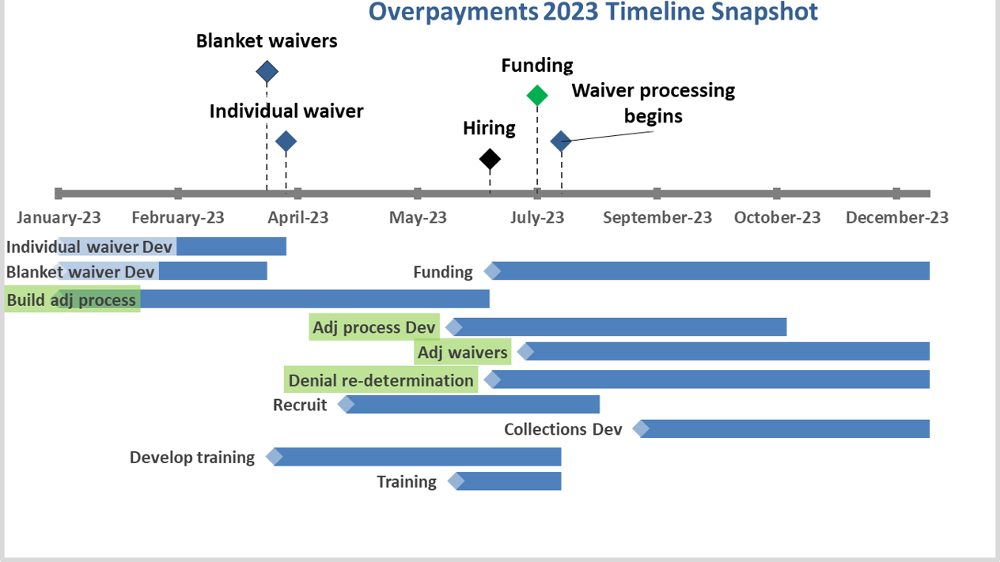 Overpayments 2023 Timeline Snapshot
Blanket waivers
Funding
Waiver processing
begins
Individual waiver
Hiring
January-23 February-23 April-23 May-23 July-23 September-23 October-23 December-23
Individual waiver Dev
Blanket waiver Dev Funding
Build adj process
Adj process Dev
Adj waivers
Denial re-determination
Recruit
Collections Dev
Develop training
Training